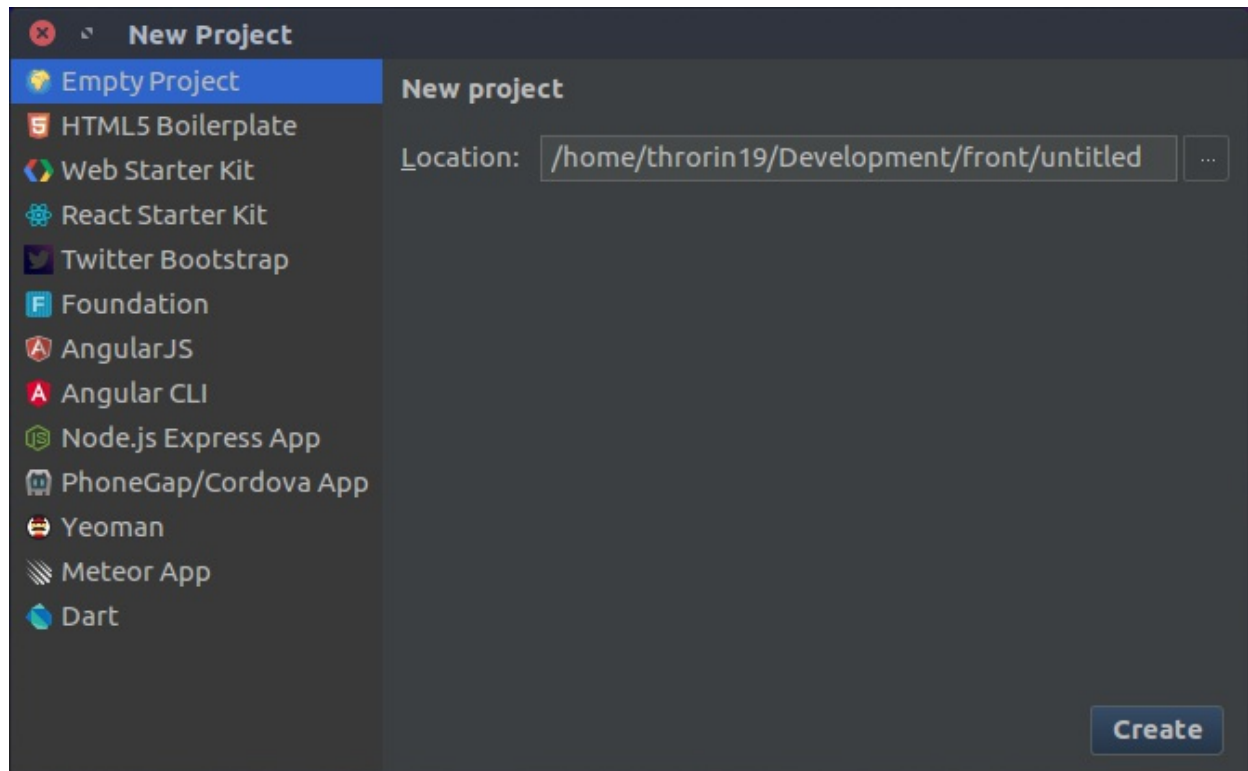 New Project
Empty Project
HTML5 Boilerplate
Web Starter Kit
React Starter Kit
Twitter Bootstrap
Foundation
AngularJS
Angular CLI
Node.js Express App
PhoneGap/Cordova App
Yeoman
Meteor App
Dart
New project
Location: /home/throrin19/Development/front/untitled ...
Create